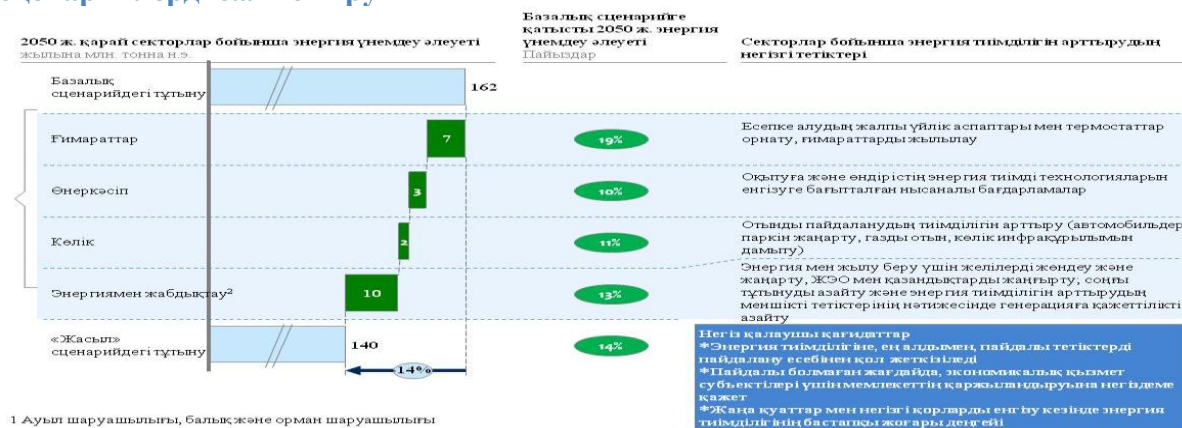 2050 ж. қарай секторлар бойынша энергия үнемдеу әлеуеті
жылына млн. тонна н.э.
Базалық сценарийге
қатысты 2050 ж. энергия
үнемдеу әлеуеті
Пайыздар
Секторлар бойынша энергия тиімділігін арттырудың
негізгі тетіктері
Базалық
сценарийдегі тұтыну
162
Ғимараттар
7
19%
Есепке алудың жалпы үйлік аспаптары мен термостаттар
орнату, ғимараттарды жылылау
Өнеркәсіп
3
10%
Оқытуға және өндірістің энергия тиімді технологияларын
енгізуге бағытталған нысаналы бағдарламалар
Көлік
2
11%
Отынды пайдаланудың тиімділігін арттыру (автомобильдер
паркін жаңарту, газды отын, көлік инфрақұрылымын
дамыту)
Энергиямен жабдықтау²
10
13%
Энергия мен жылу беру үшін желілерді жөндеу және
жаңарту, ЖЭО мен қазандықтарды жаңғырту, соңғы
тұтынуды азайту және энергия тиімділігін арттырудың
меншікті тетіктерінің нәтижесінде генерацияға қажеттілікті
азайту
«Жасыл»
сценарийдегі тұтыну
140
14%
14%
Негіз қалаушы қағидаттар
*Энергия тиімділігіне, ең алдымен, пайдалы тетіктерді
пайдалану есебінен қол жеткізіледі
*Пайдалы болмаған жағдайда, экономикалық қызмет
субъектілері үшін мемлекеттің қаржыландыруына негіздеме
қажет
*Жаңа қуаттар мен негізгі қорларды енгізу кезінде энергия
тиімділігінің бастапқы жоғары деңгейі
1 Ауыл шаруашылығы, балық және орман шаруашылығы